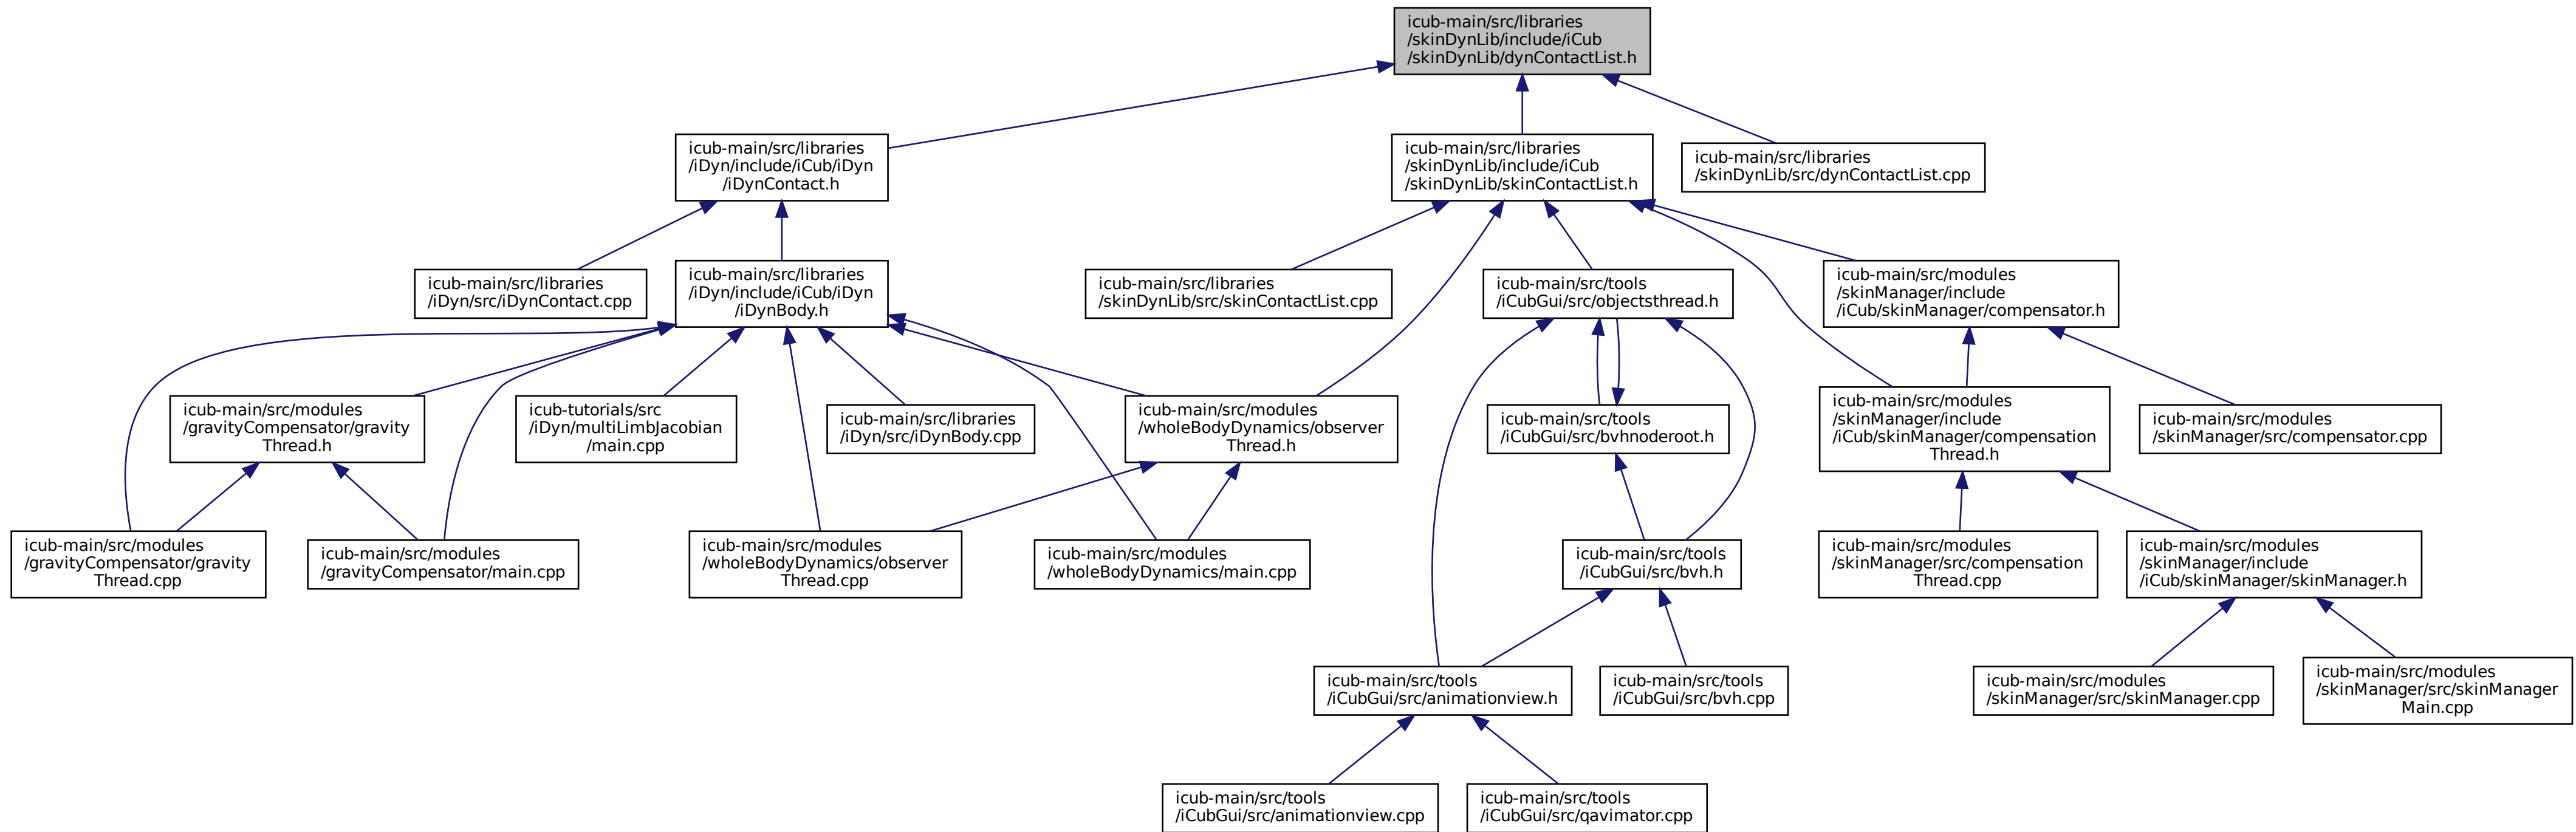 icub-main/src/libraries
/skinDynLib/include/iCub
/skinDynLib/dynContactList.h
icub-main/src/libraries
/iDyn/include/iCub/iDyn
/iDynContact.h
icub-main/src/libraries
/skinDynLib/include/iCub
/skinDynLib/skinContactList.h
icub-main/src/libraries
/skinDynLib/src/dynContactList.cpp
icub-main/src/libraries
/iDyn/src/iDynContact.cpp
icub-main/src/libraries
/iDyn/include/iCub/iDyn
/iDynBody.h
icub-main/src/libraries
/skinDynLib/src/skinContactList.cpp
icub-main/src/tools
/iCubGui/src/objectsthread.h
icub-main/src/modules
/skinManager/include
/iCub/skinManager/compensator.h
icub-main/src/modules
/gravityCompensator/gravity
Thread.h
icub-tutorials/src
/iDyn/multiLimbJacobian
/main.cpp
icub-main/src/libraries
/iDyn/src/iDynBody.cpp
icub-main/src/modules
/wholeBodyDynamics/observer
Thread.h
icub-main/src/tools
/iCubGui/src/bvhnoderoot.h
icub-main/src/modules
/skinManager/include
/iCub/skinManager/compensation
Thread.h
icub-main/src/modules
/skinManager/src/compensator.cpp
icub-main/src/modules
/gravityCompensator/gravity
Thread.cpp
icub-main/src/modules
/gravityCompensator/main.cpp
icub-main/src/modules
/wholeBodyDynamics/observer
Thread.cpp
icub-main/src/modules
/wholeBodyDynamics/main.cpp
icub-main/src/tools
/iCubGui/src/bvh.h
icub-main/src/modules
/skinManager/src/compensation
Thread.cpp
icub-main/src/modules
/skinManager/include
/iCub/skinManager/skinManager.h
icub-main/src/tools
/iCubGui/src/animationview.h
icub-main/src/tools
/iCubGui/src/bvh.cpp
icub-main/src/modules
/skinManager/src/skinManager.cpp
icub-main/src/modules
/skinManager/src/skinManager
Main.cpp
icub-main/src/tools
/iCubGui/src/animationview.cpp
icub-main/src/tools
/iCubGui/src/qavimator.cpp